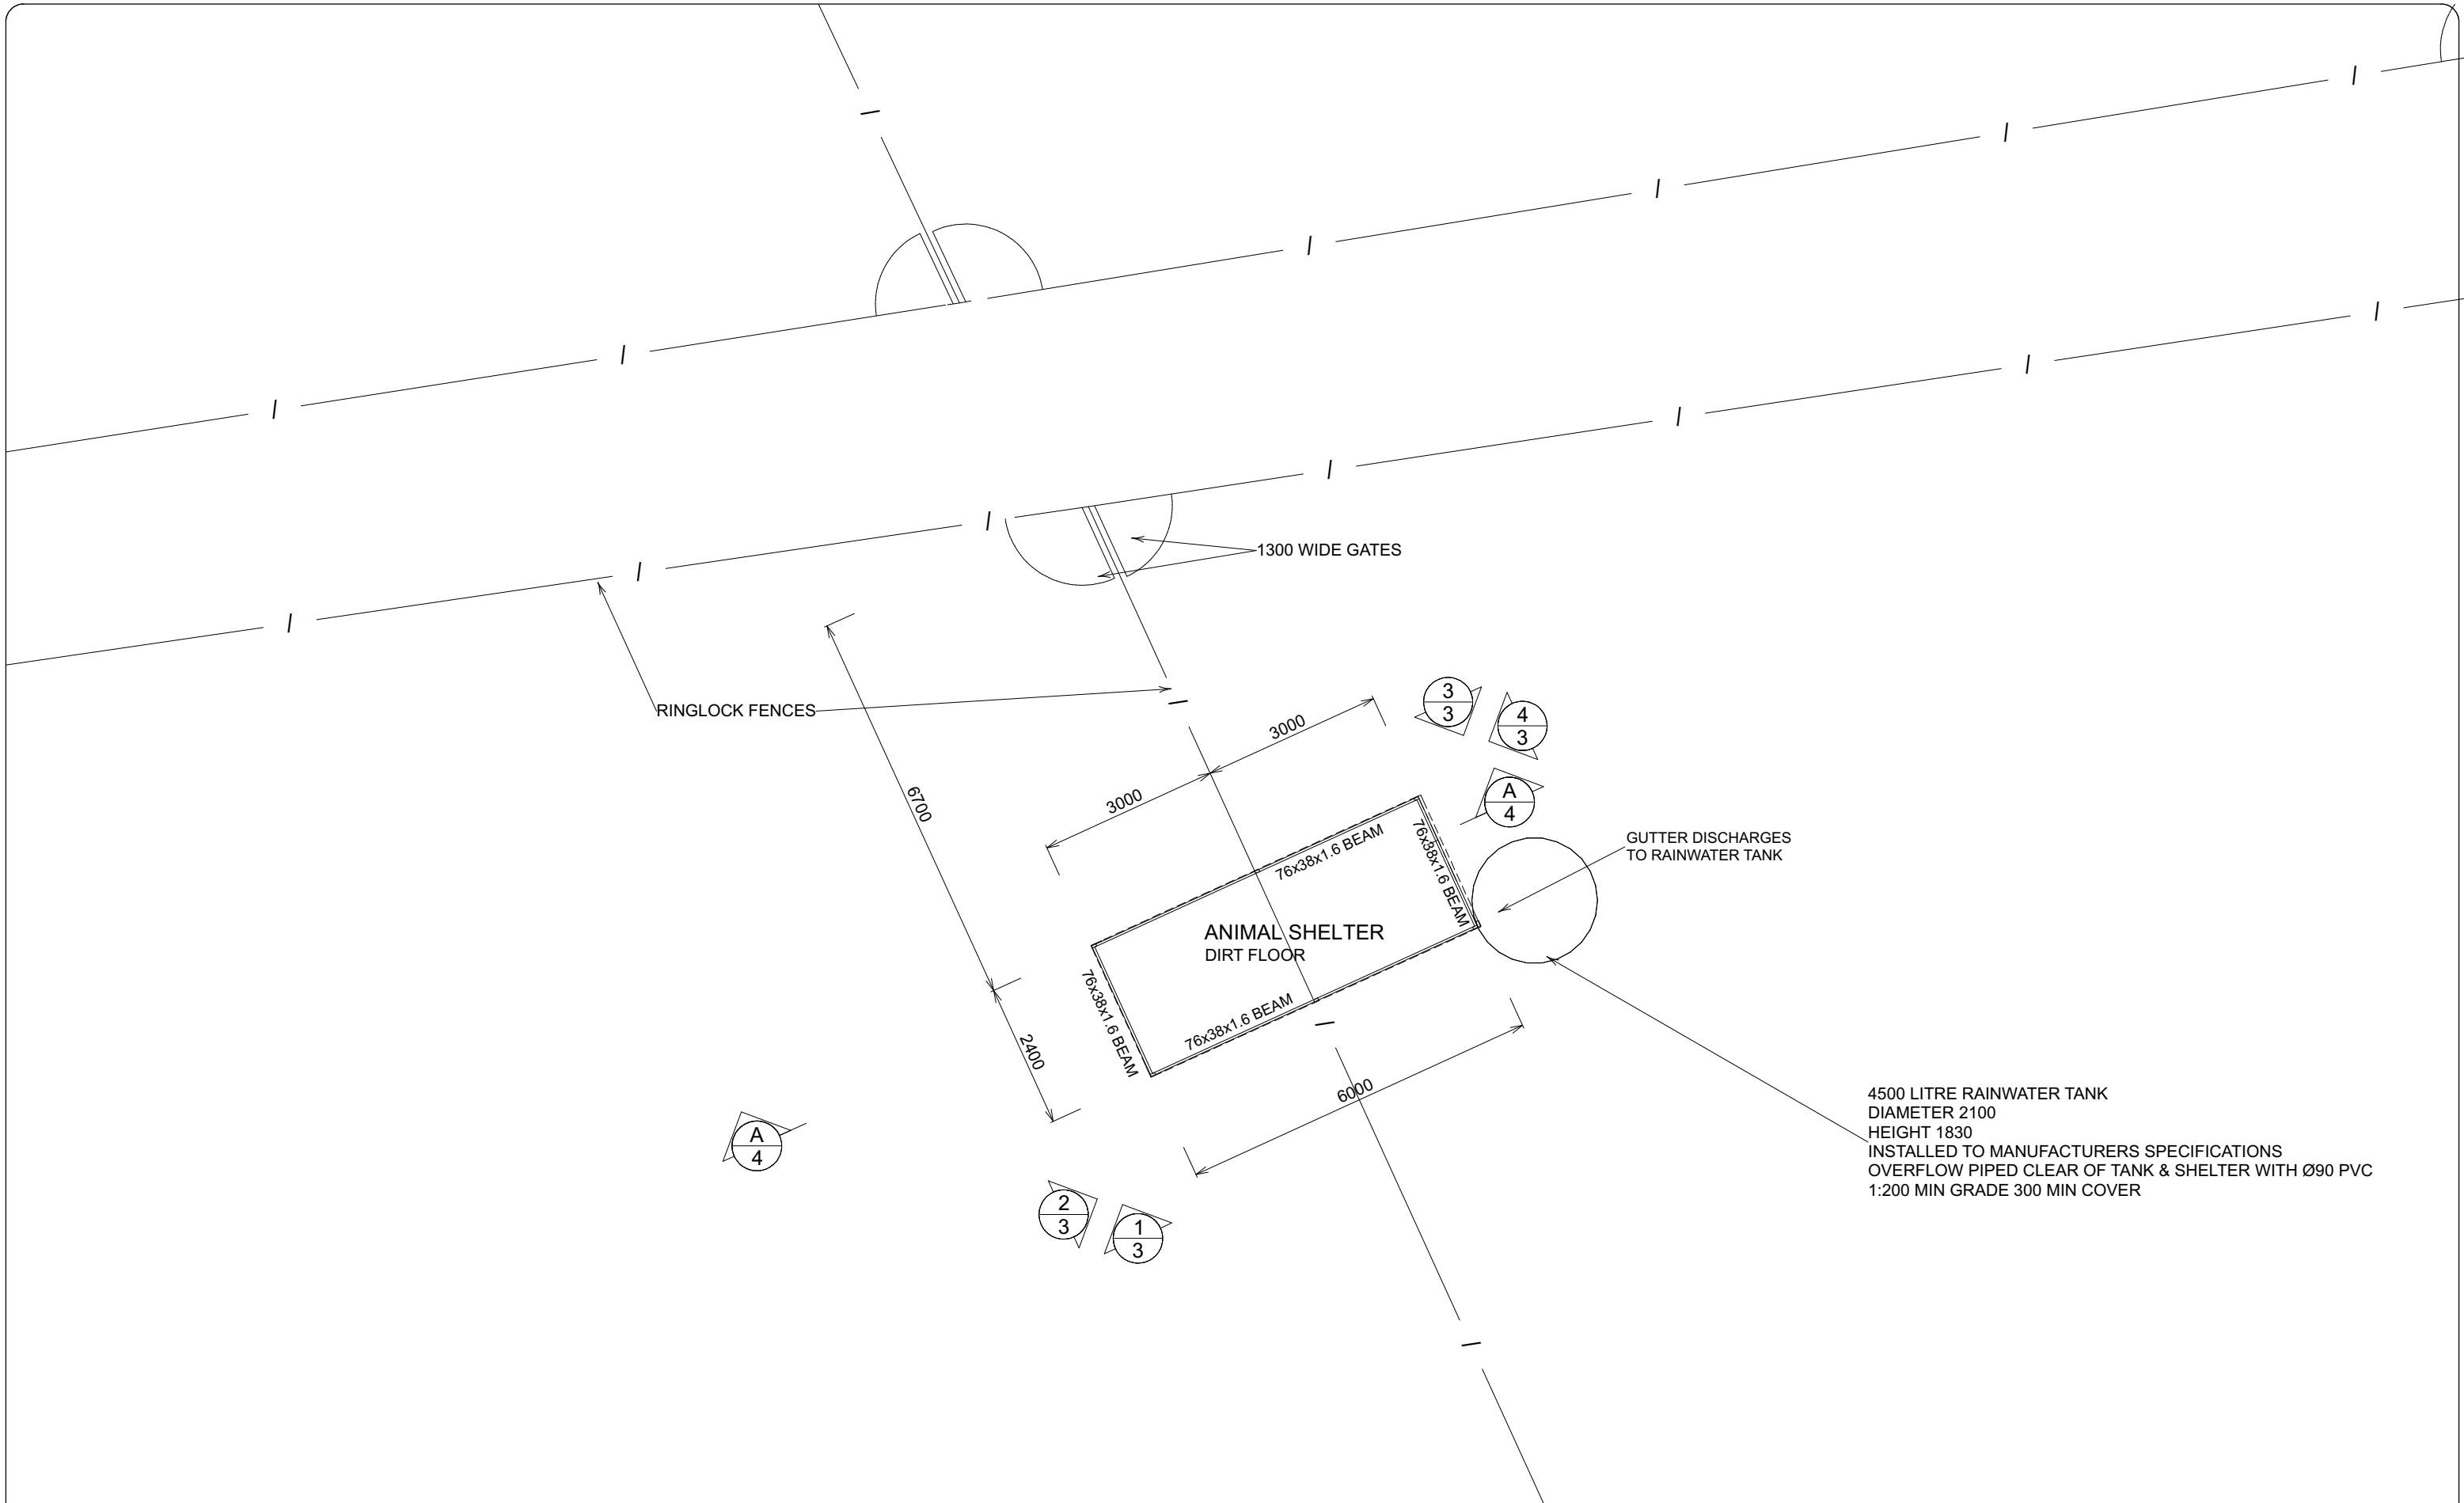 1300 WIDE GATES
RINGLOCK FENCES
3
3
4
3
3000
3000
6700
A
4
76x38x1.6 BEAM
76x38x1.6 BEAM
GUTTER DISCHARGES
TO RAINWATER TANK
ANIMAL SHELTER
DIRT FLOOR
76x38x1.6 BEAM
76x38x1.6 BEAM
2400
6000
4500 LITRE RAINWATER TANK
DIAMETER 2100
HEIGHT 1830
INSTALLED TO MANUFACTURERS SPECIFICATIONS
OVERFLOW PIPED CLEAR OF TANK & SHELTER WITH Ø90 PVC
1:200 MIN GRADE 300 MIN COVER
A
4
2
3
1
3